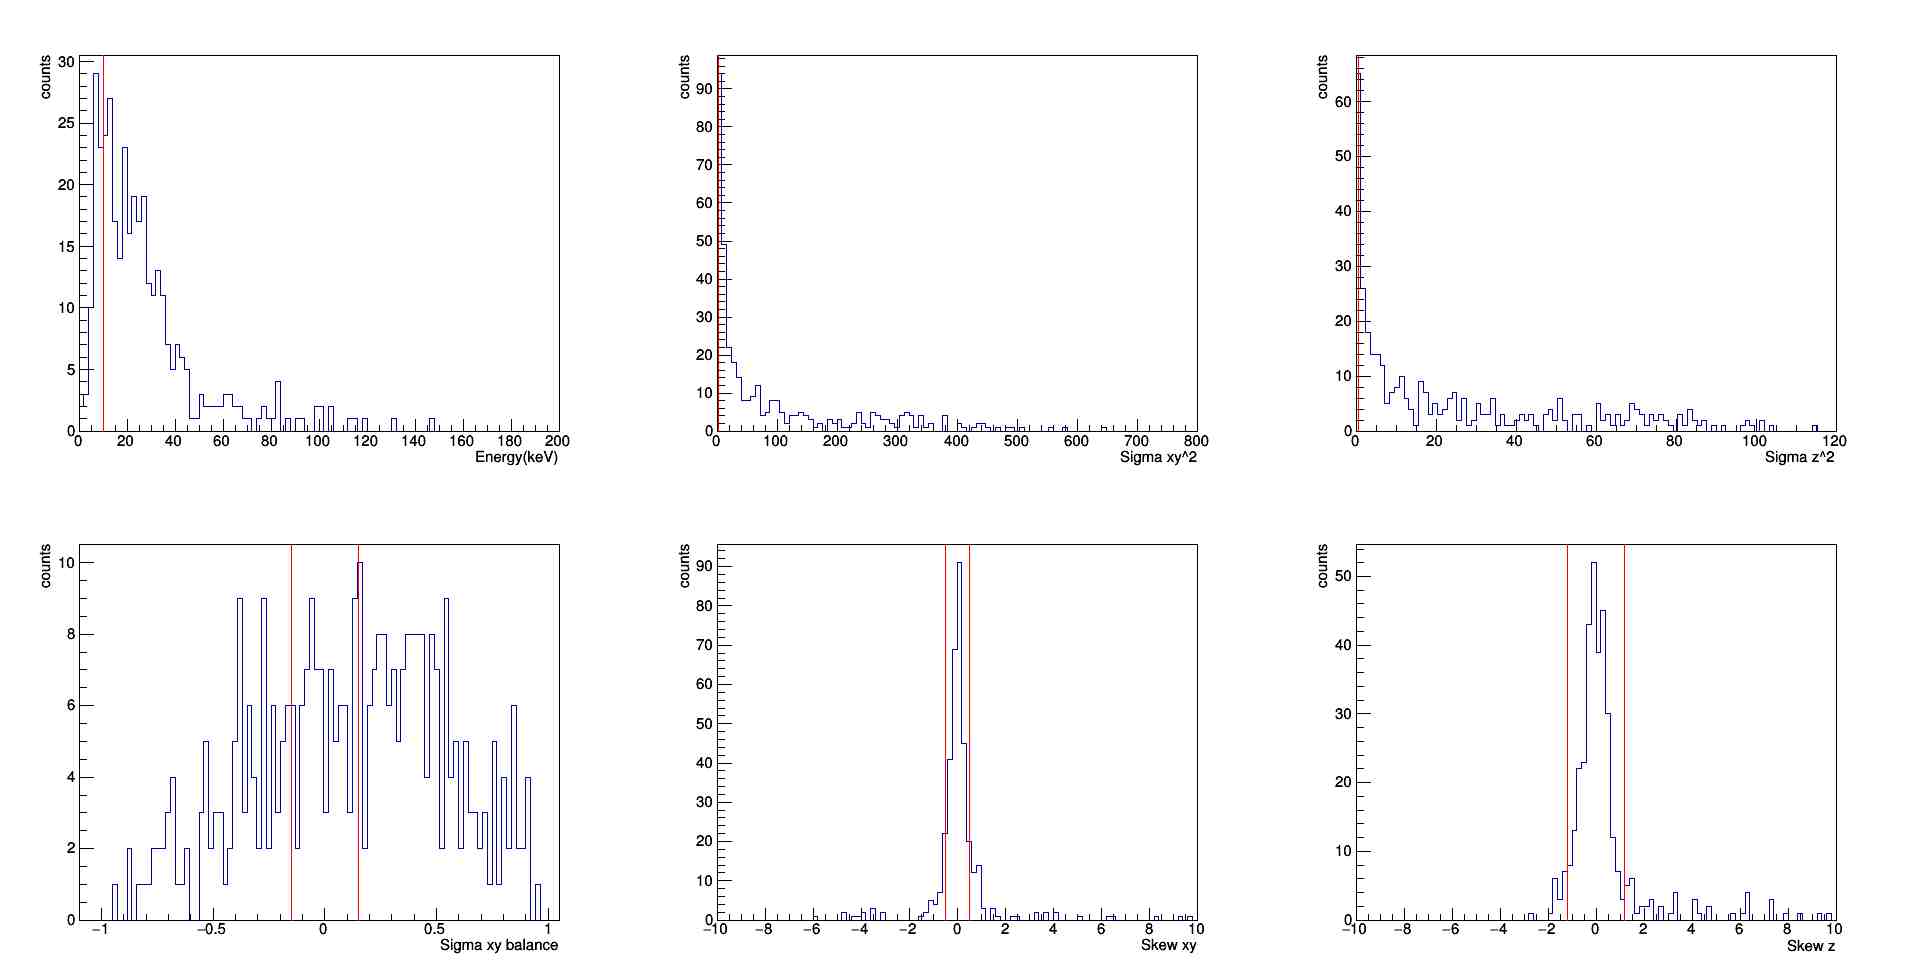 counts
30
25
20
15
10
5
0
0 20 40 60 80 100 120 140 160 180 200
Energy(keV)
counts
90
80
70
60
50
40
30
20
10
0
0 100 200 300 400 500 600 700 800
Sigma xy^2
counts
60
50
40
30
20
10
0
0 20 40 60 80 100 120
Sigma z^2
counts
10
8
6
4
2
0
−1 −0.5 0 0.5 1
Sigma xy balance
counts
90
80
70
60
50
40
30
20
10
0
−10 −8 −6 −4 −2 0 2 4 6 8 10
Skew xy
counts
50
40
30
20
10
0
−10 −8 −6 −4 −2 0 2 4 6 8 10
Skew z